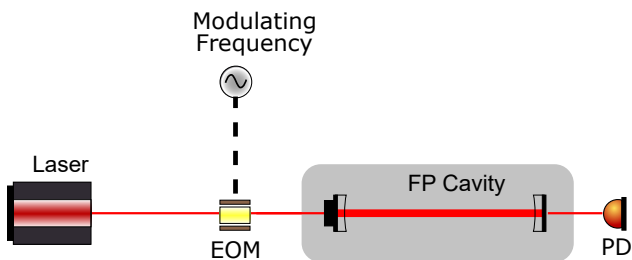 Modulating
Frequency
Laser
FP Cavity
EOM
PD